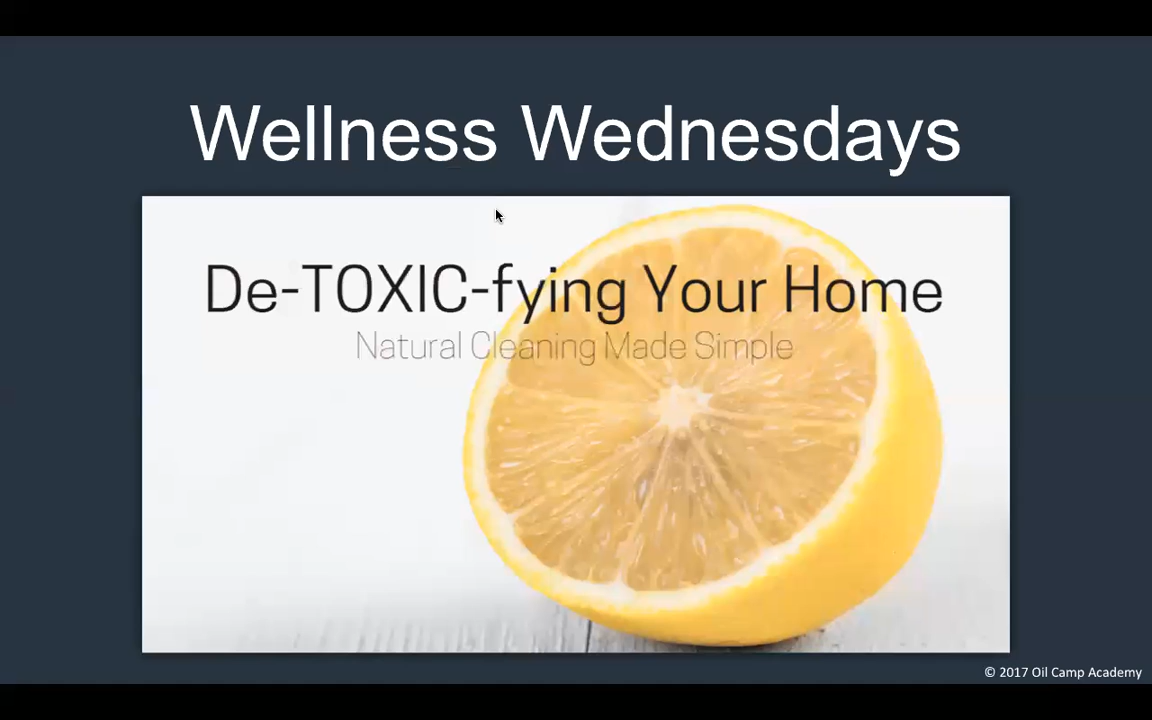 Wellness Wednesdays
De-TOXIC-fying Your Home
Natural Cleaning Made Simple
© 2017 Oil Camp Academy